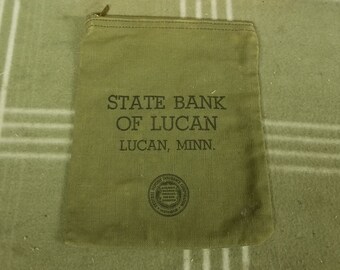 STATE BANK
OF LUCAN
LUCAN, MINN.